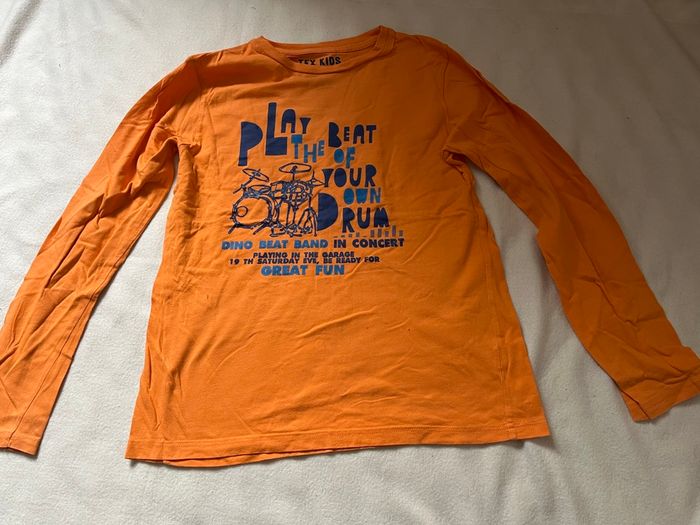 TEX KIDS
PLAY
THE BEAT
OF
YOUR
OWN
DRUM
DINO BEAT BAND IN CONCERT
PLAYING IN THE GARAGE
19 TH SATURDAY EVE, BE READY FOR
GREAT FUN